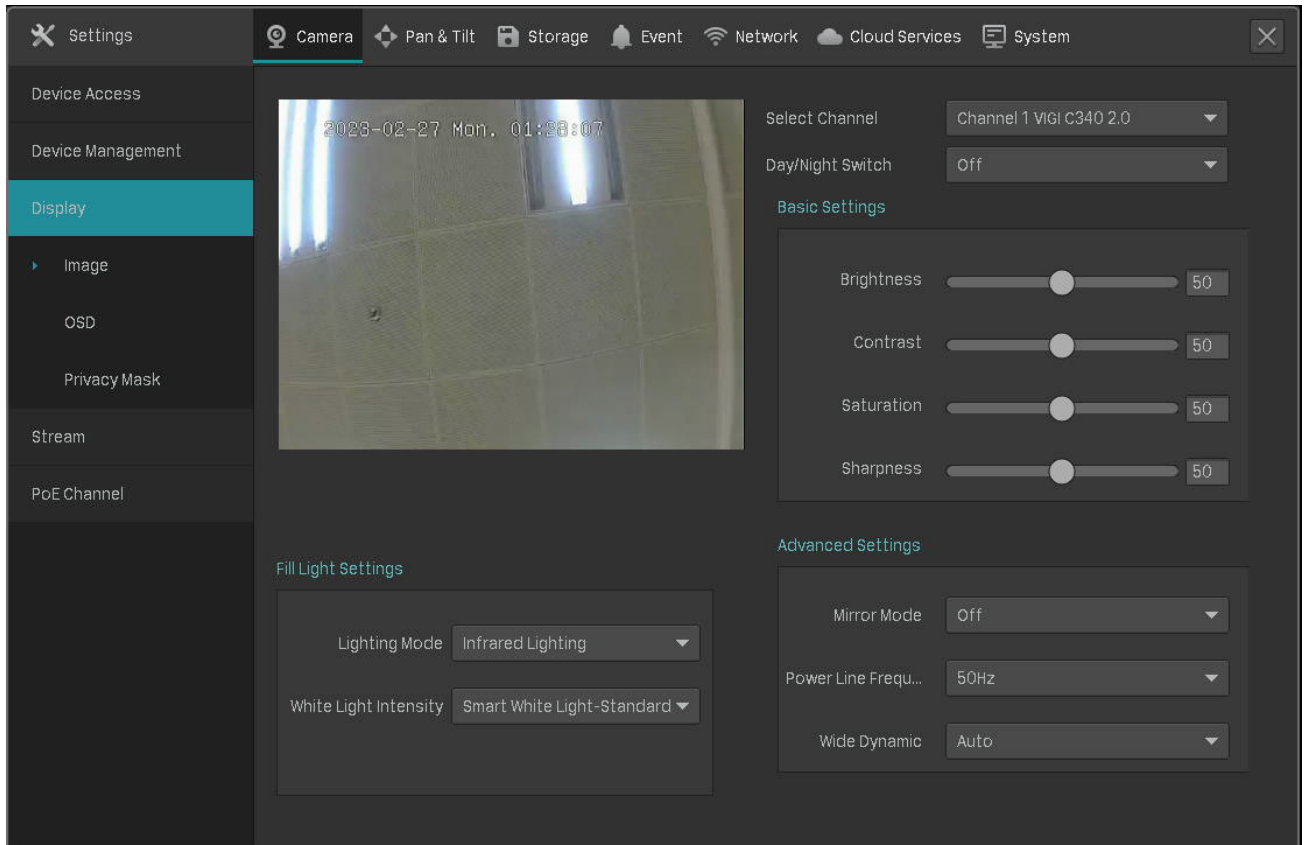 Settings
Camera Pan & Tilt Storage Event Network Cloud Services System
Device Access
Device Management
Display
Image
OSD
Privacy Mask
Stream
PoE Channel
2023-02-27 Mon. 01:28:07
Select Channel Channel 1 VIGI C340 2.0
Day/Night Switch Off
Basic Settings
Brightness 50
Contrast 50
Saturation 50
Sharpness 50
Fill Light Settings
Lighting Mode Infrared Lighting
White Light Intensity Smart White Light-Standard
Advanced Settings
Mirror Mode Off
Power Line Frequ... 50Hz
Wide Dynamic Auto